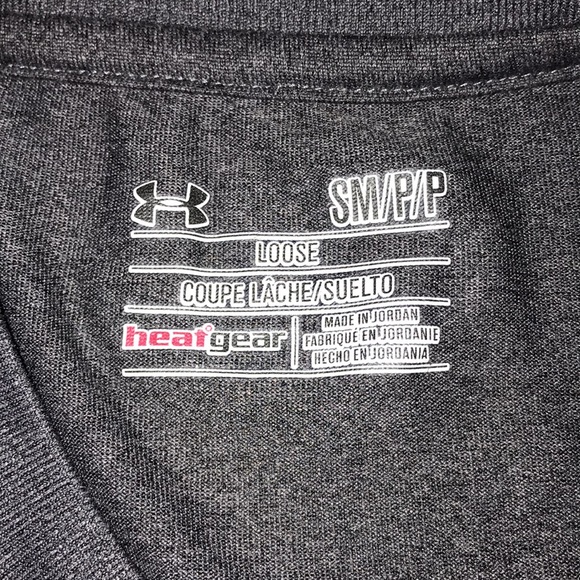 SM/P/P
LOOSE
COUPE LÂCHE/SUELTO
heatgear
MADE IN JORDAN
FABRIQUÉ EN JORDANIE
HECHO EN JORDANIA